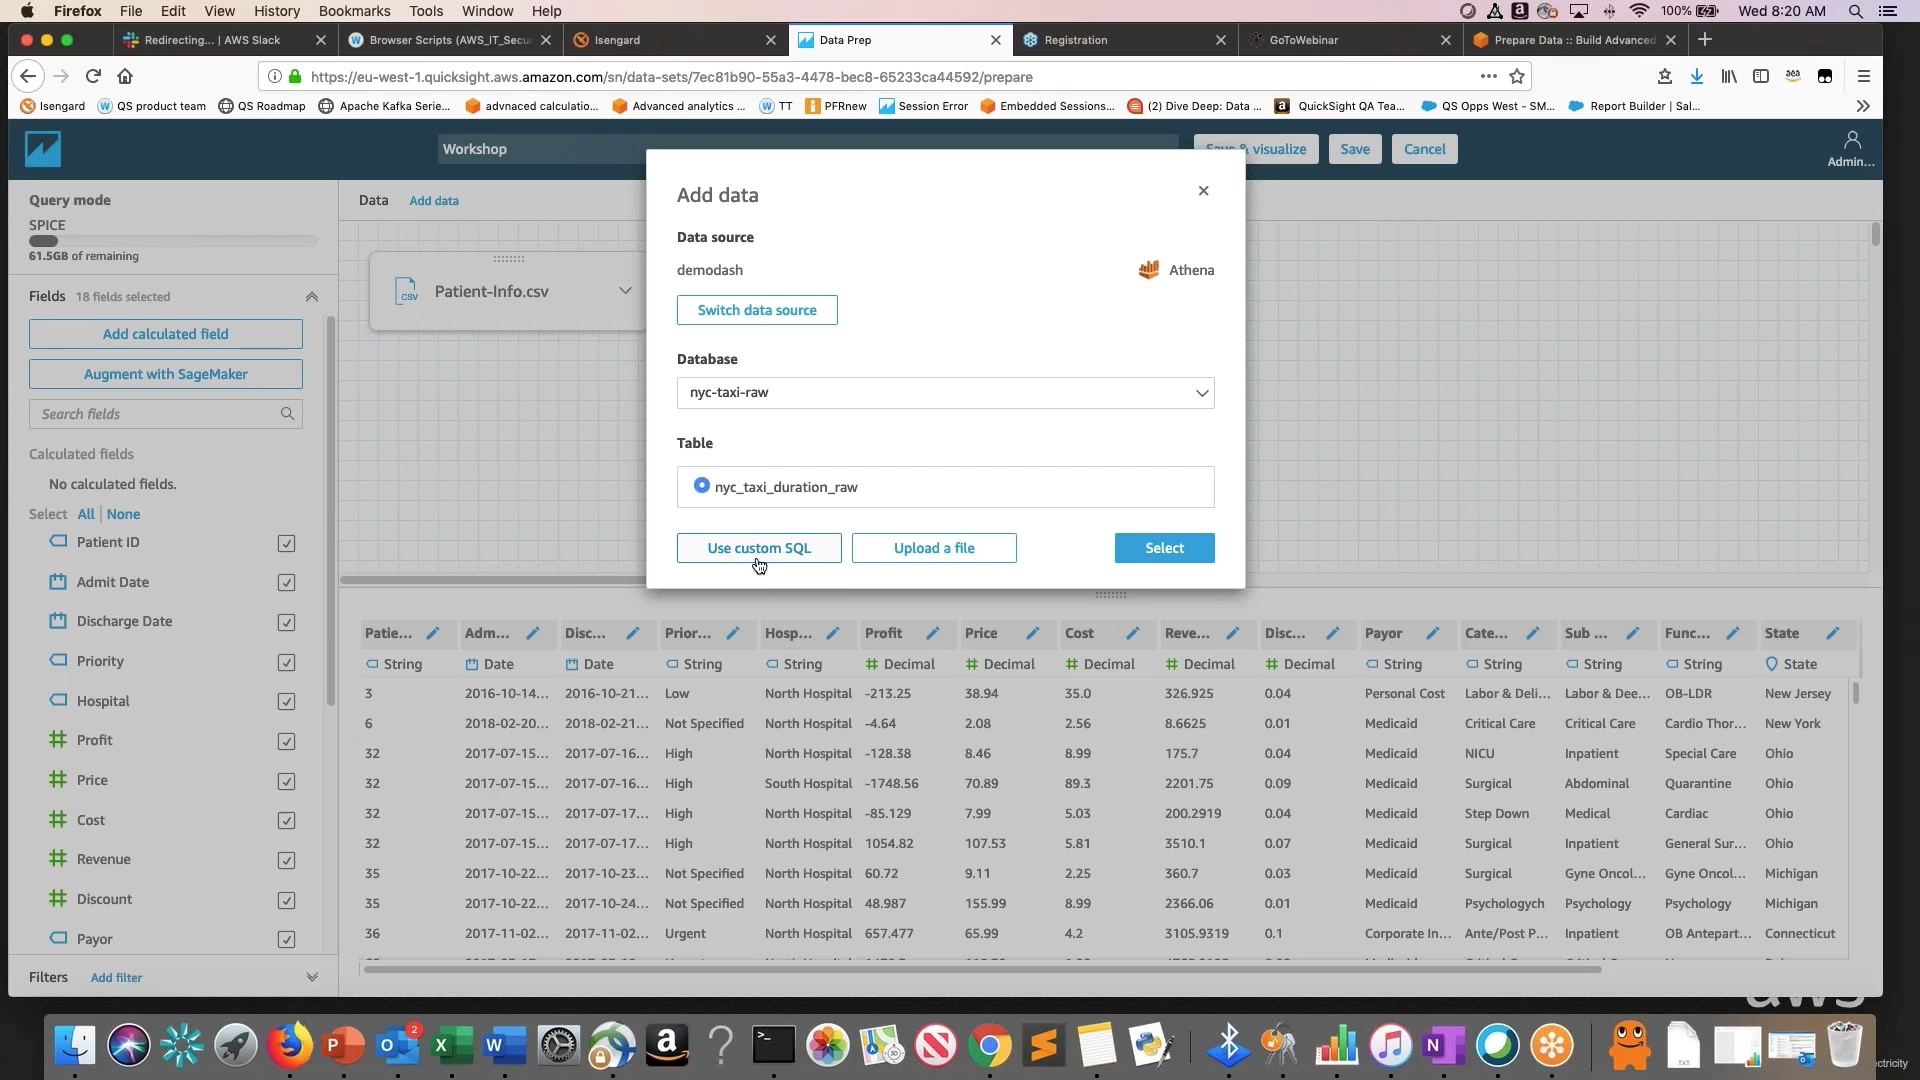 Firefox File Edit View History Bookmarks Tools Window Help 100% Wed 8:20 AM
Redirecting... | AWS Slack Browser Scripts (AWS_IT_Secu Isengard Data Prep Registration GoToWebinar Prepare Data :: Build Advanced
https://eu-west-1.quicksight.aws.amazon.com/sn/data-sets/7ec81b90-55a3-4478-bec8-65233ca44592/prepare
Isengard QS product team QS Roadmap Apache Kafka Serie... advnaced calculatio... Advanced analytics ... TT PFRnew Session Error Embedded Sessions... (2) Dive Deep: Data ... QuickSight QA Tea... QS Opps West - SM... Report Builder | Sal...
Workshop Save & visualize Save Cancel Admin...
Query mode
SPICE
61.5GB of remaining
Fields 18 fields selected
Add calculated field
Augment with SageMaker
Search fields
Calculated fields
No calculated fields.
Select All None
Patient ID
Admit Date
Discharge Date
Priority
Hospital
Profit
Price
Cost
Revenue
Discount
Payor
Filters Add filter
Data Add data
CSV Patient-Info.csv
Add data
Data source
demodash Athena
Switch data source
Database
nyc-taxi-raw
Table
nyc_taxi_duration_raw
Use custom SQL Upload a file Select
Patie... Adm... Disc... Prior... Hosp... Profit Price Cost Reve... Disc... Payor Cate... Sub ... Func... State
String Date Date String String Decimal Decimal Decimal Decimal Decimal String String String String State
3 2016-10-14... 2016-10-21... Low North Hospital -213.25 38.94 35.0 326.925 0.04 Personal Cost Labor & Deli... Labor & Dee... OB-LDR New Jersey
6 2018-02-20... 2018-02-21... Not Specified North Hospital -4.64 2.08 2.56 8.6625 0.01 Medicaid Critical Care Critical Care Cardio Thor... New York
32 2017-07-15... 2017-07-16... High North Hospital -128.38 8.46 8.99 175.7 0.04 Medicaid NICU Inpatient Special Care Ohio
32 2017-07-15... 2017-07-16... High South Hospital -1748.56 70.89 89.3 2201.75 0.09 Medicaid Surgical Abdominal Quarantine Ohio
32 2017-07-15... 2017-07-17... High North Hospital -85.129 7.99 5.03 200.2919 0.04 Medicaid Step Down Medical Cardiac Ohio
32 2017-07-15... 2017-07-17... High North Hospital 1054.82 107.53 5.81 3510.1 0.07 Medicaid Surgical Inpatient General Sur... Ohio
35 2017-10-22... 2017-10-23... Not Specified North Hospital 60.72 9.11 2.25 360.7 0.03 Medicaid Surgical Gyne Oncol... Gyne Oncol... Michigan
35 2017-10-22... 2017-10-24... Not Specified North Hospital 48.987 155.99 8.99 2366.06 0.01 Medicaid Psychologych Psychology Psychology Michigan
36 2017-11-02... 2017-11-02... Urgent North Hospital 657.477 65.99 4.2 3105.9319 0.1 Corporate In... Ante/Post P... Inpatient OB Antepart... Connecticut
aws
ctricity